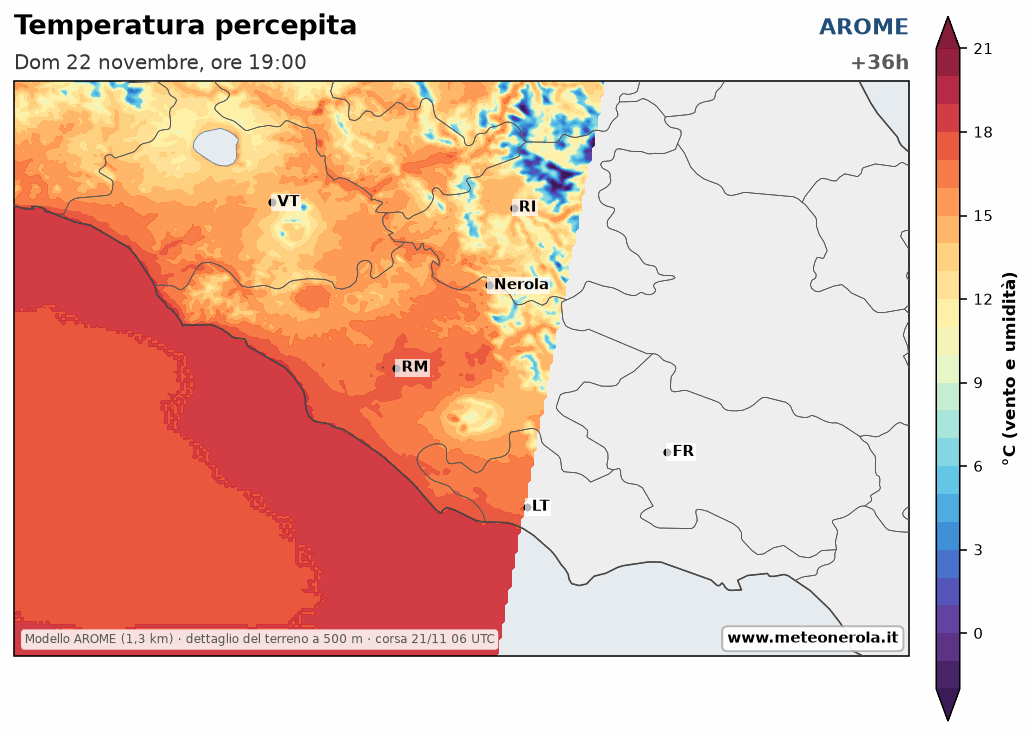 Temperatura percepita
AROME
Dom 22 novembre, ore 19:00
+36h
VT
RI
Nerola
RM
FR
LT
Modello AROME (1,3 km) · dettaglio del terreno a 500 m · corsa 21/11 06 UTC
www.meteonerola.it
21
18
15
12
9
6
3
0
°C (vento e umidità)